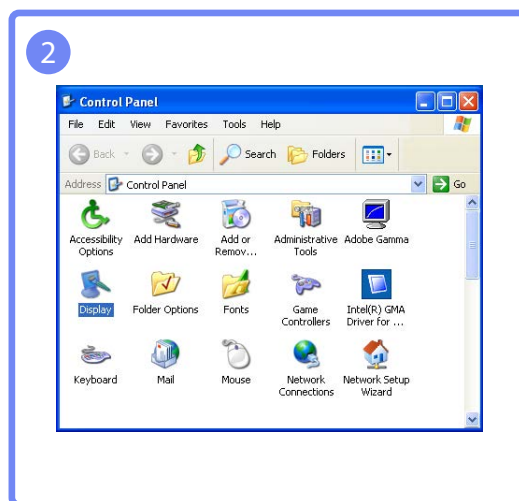 2
Control Panel
File Edit View Favorites Tools Help
Back Search Folders
Address Control Panel Go
Accessibility Options Add Hardware Add or Remov... Administrative Tools Adobe Gamma
Display Folder Options Fonts Game Controllers Intel(R) GMA Driver for ...
Keyboard Mail Mouse Network Connections Network Setup Wizard